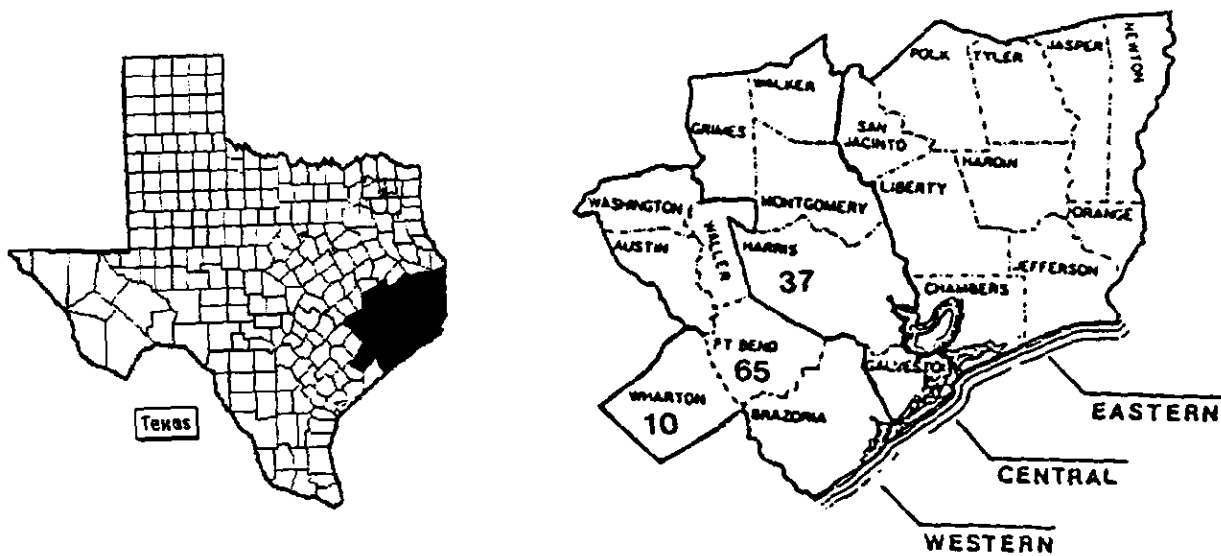 Texas
POLK
TYLER
JASPER
NEWTON
WALKER
GRIMES
SAN
JACINTO
HARDIN
LIBERTY
WASHINGTON
MONTGOMERY
ORANGE
WALLER
AUSTIN
HARRIS
JEFFERSON
37
CHAMBERS
FT BEND
65
GALVESTON
WHARTON
10
BRAZORIA
EASTERN
CENTRAL
WESTERN